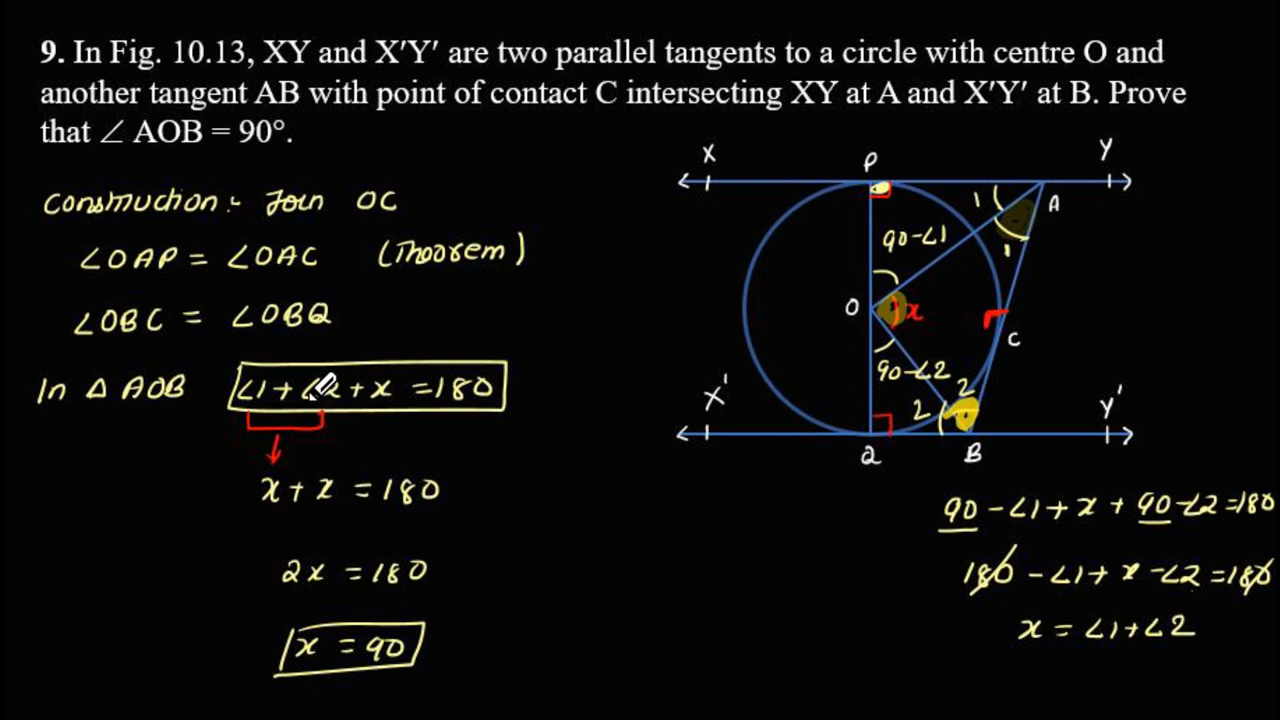 9. In Fig. 10.13, XY and X′Y′ are two parallel tangents to a circle with centre O and
another tangent AB with point of contact C intersecting XY at A and X′Y′ at B. Prove
that ∠ AOB = 90°.
Construction :- Join OC
∠OAP = ∠OAC (Theorem)
∠OBC = ∠OBQ
In △ AOB ∠1 + ∠2 + x = 180
x + x = 180
2x = 180
x = 90
X P Y
1 A
90-∠1 1
O x
C
90-∠2
X' 2 2 Y'
Q B
90 - ∠1 + x + 90 - ∠2 = 180
180 - ∠1 + x - ∠2 = 180
x = ∠1 + ∠2